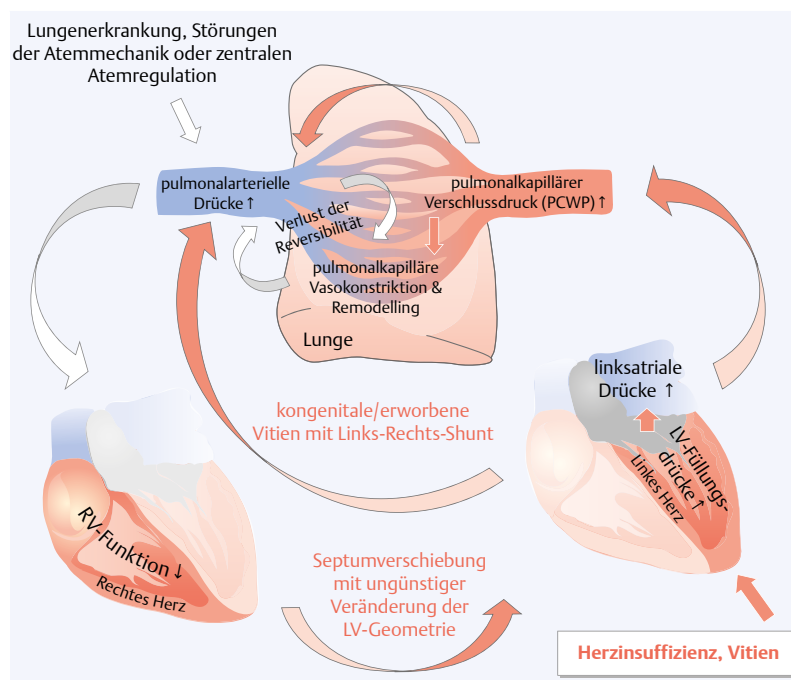 Lungenerkrankung, Störungen
der Atemmechanik oder zentralen
Atemregulation
pulmonalarterielle
Drücke ↑
pulmonalkapillärer
Verschlussdruck (PCWP) ↑
Verlust der
Reversibilität
pulmonalkapilläre
Vasokonstriktion &
Remodelling
Lunge
linksatriale
Drücke ↑
kongenitale/erworbene
Vitien mit Links-Rechts-Shunt
LV-Füllungs-
drücke ↑
Linkes Herz
RV-Funktion ↓
Rechtes Herz
Septumverschiebung
mit ungünstiger
Veränderung der
LV-Geometrie
Herzinsuffizienz, Vitien